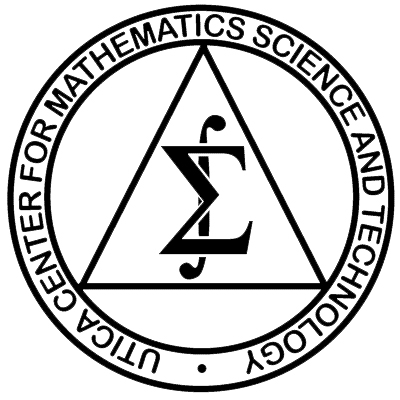 UTICA CENTER FOR MATHEMATICS SCIENCE AND TECHNOLOGY
∑∫